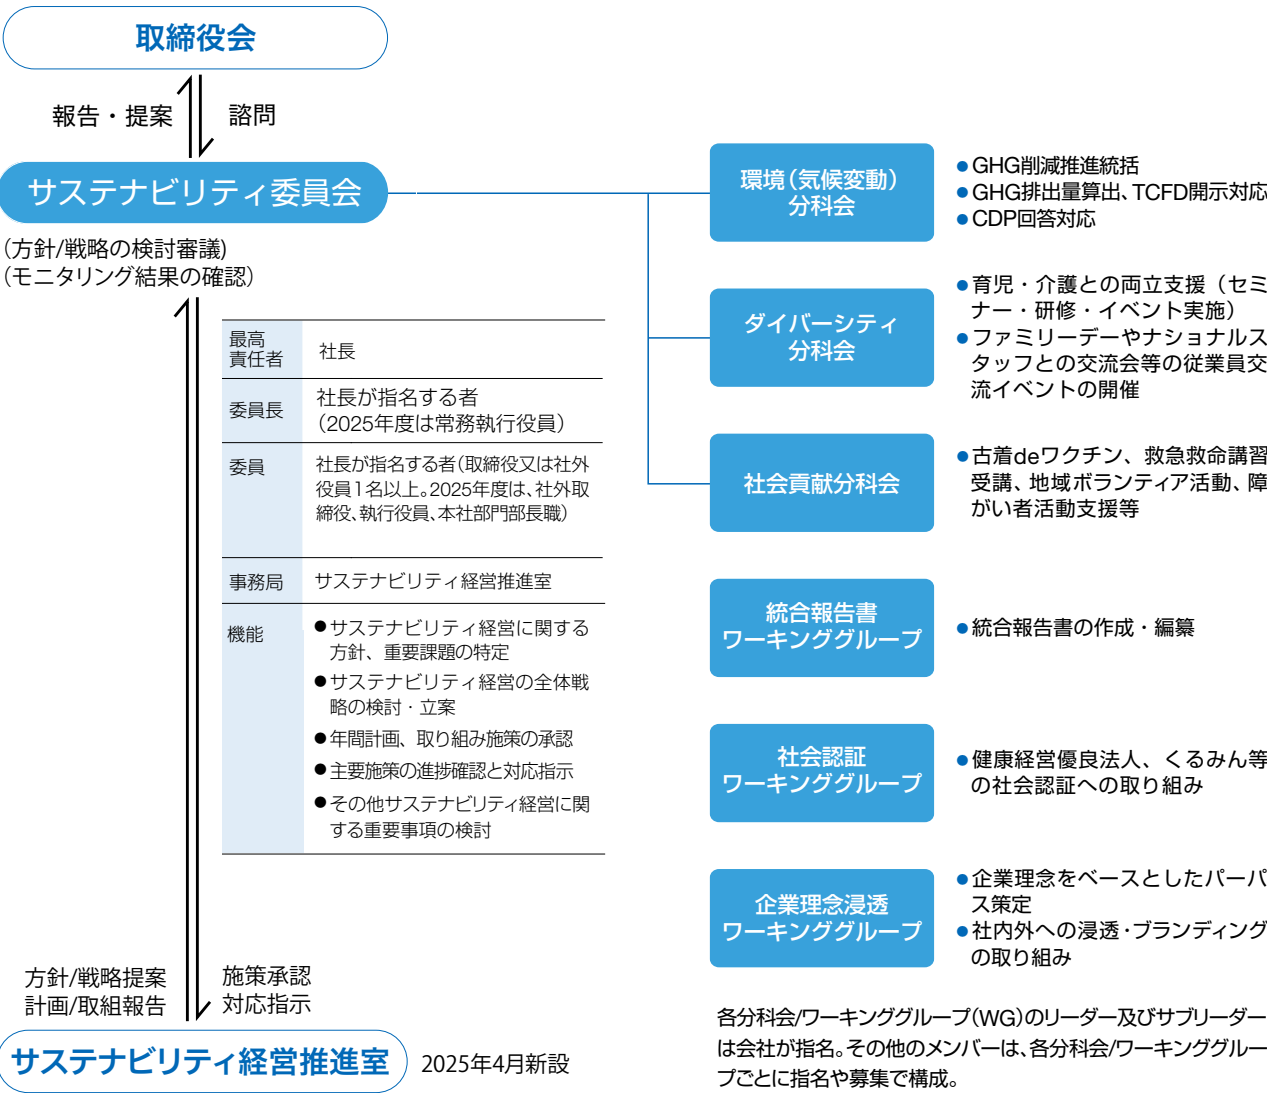 取締役会
報告・提案
諮問
サステナビリティ委員会
(方針/戦略の検討審議)
(モニタリング結果の確認)
最高
責任者
社長
委員長
社長が指名する者
(2025年度は常務執行役員)
委員
社長が指名する者(取締役又は社外
役員1名以上。2025年度は、社外取
締役、執行役員、本社部門部長職)
事務局
サステナビリティ経営推進室
機能
●サステナビリティ経営に関する
方針、重要課題の特定
●サステナビリティ経営の全体戦
略の検討・立案
●年間計画、取り組み施策の承認
●主要施策の進捗確認と対応指示
●その他サステナビリティ経営に関
する重要事項の検討
方針/戦略提案
計画/取組報告
施策承認
対応指示
サステナビリティ経営推進室
2025年4月新設
環境(気候変動)
分科会
●GHG削減推進統括
●GHG排出量算出、TCFD開示対応
●CDP回答対応
ダイバーシティ
分科会
●育児・介護との両立支援(セミ
ナー・研修・イベント実施)
●ファミリーデーやナショナルス
タッフとの交流会等の従業員交
流イベントの開催
社会貢献分科会
●古着deワクチン、救急救命講習
受講、地域ボランティア活動、障
がい者活動支援等
統合報告書
ワーキンググループ
●統合報告書の作成・編纂
社会認証
ワーキンググループ
●健康経営優良法人、くるみん等
の社会認証への取り組み
企業理念浸透
ワーキンググループ
●企業理念をベースとしたパーパ
ス策定
●社内外への浸透・ブランディング
の取り組み
各分科会/ワーキンググループ(WG)のリーダー及びサブリーダー
は会社が指名。その他のメンバーは、各分科会/ワーキンググルー
プごとに指名や募集で構成。